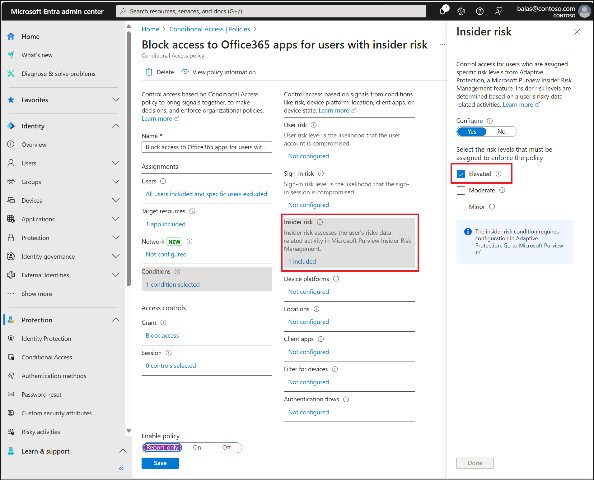 Microsoft Entra admin center
Search resources, services, and docs (G+/)
balas@contoso.com
CONTOSO
Home
What's new
Diagnose & solve problems
Favorites
Identity
Overview
Users
Groups
Devices
Applications
Protection
Identity governance
External Identities
Show more
Protection
Identity Protection
Conditional Access
Authentication methods
Password reset
Custom security attributes
Risky activities
Learn & support
Home > Conditional Access | Policies >
Block access to Office365 apps for users with insider risk
Conditional Access policy
Delete
View policy information
Control access based on Conditional Access
policy to bring signals together, to make
decisions, and enforce organizational policies.
Learn more
Name *
Block access to Office365 apps for users wit...
Assignments
Users
All users included and specific users excluded
Target resources
1 app included
Network NEW
Not configured
Conditions
1 condition selected
Access controls
Grant
Block access
Session
0 controls selected
Enable policy
Report-only
On
Off
Save
Control access based on signals from conditions
like risk, device platform, location, client apps, or
device state. Learn more
User risk
User risk level is the likelihood that the user
account is compromised.
Not configured
Sign-in risk
Sign-in risk level is the likelihood that the sign-
in session is compromised.
Not configured
Insider risk
Insider risk assesses the user's risky data-
related activity in Microsoft Purview Insider Risk
Management.
1 included
Device platforms
Not configured
Locations
Not configured
Client apps
Not configured
Filter for devices
Not configured
Authentication flows
Not configured
Insider risk
Control access for users who are assigned
specific risk levels from Adaptive
Protection, a Microsoft Purview Insider Risk
Management feature. Insider risk levels are
determined based on a user's risky data-
related activities. Learn more
Configure
Yes
No
Select the risk levels that must be
assigned to enforce the policy
Elevated
Moderate
Minor
The insider risk condition requires
configuration in Adaptive
Protection. Go to Microsoft Purview
Done